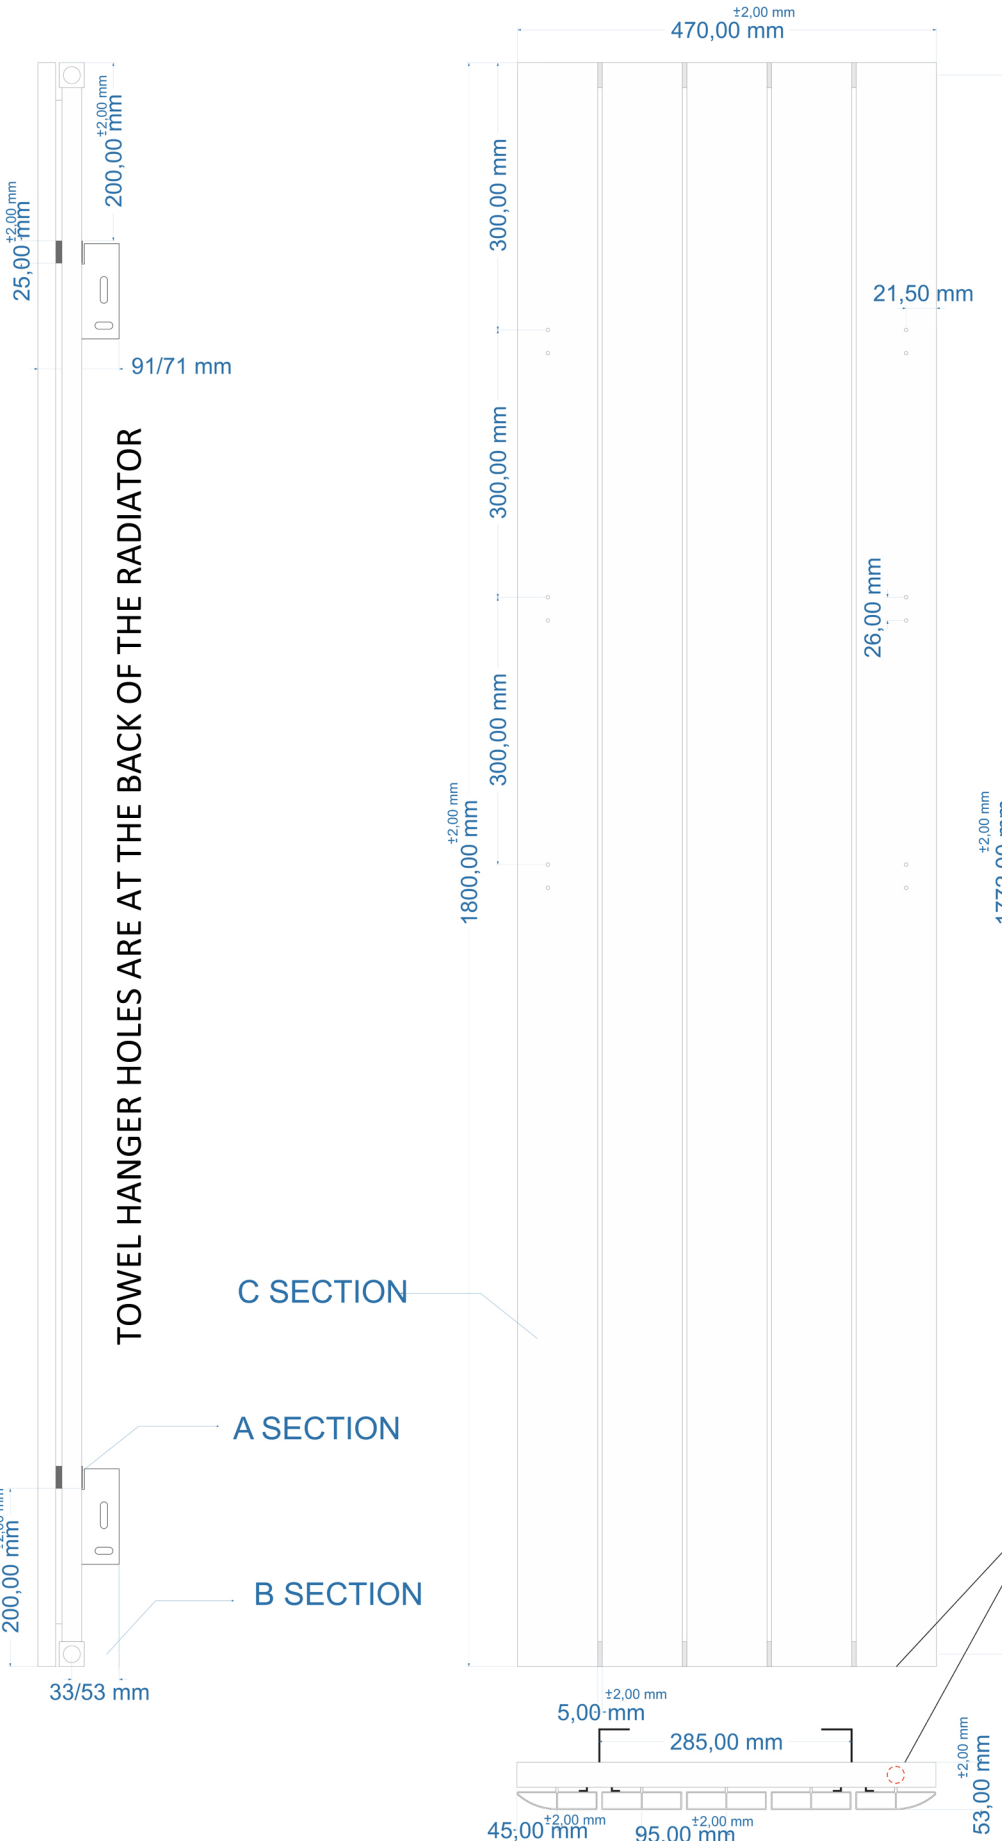 ±2,00 mm
470,00 mm
±2,00 mm
200,00 mm
±2,00 mm
25,00 mm
300,00 mm
21,50 mm
91/71 mm
TOWEL HANGER HOLES ARE AT THE BACK OF THE RADIATOR
300,00 mm
26,00 mm
300,00 mm
±2,00 mm
1800,00 mm
±2,00 mm
C SECTION
A SECTION
200,00 mm
B SECTION
33/53 mm
±2,00 mm
5,00 mm
285,00 mm
±2,00 mm
53,00 mm
±2,00 mm
45,00 mm
±2,00 mm
95,00 mm